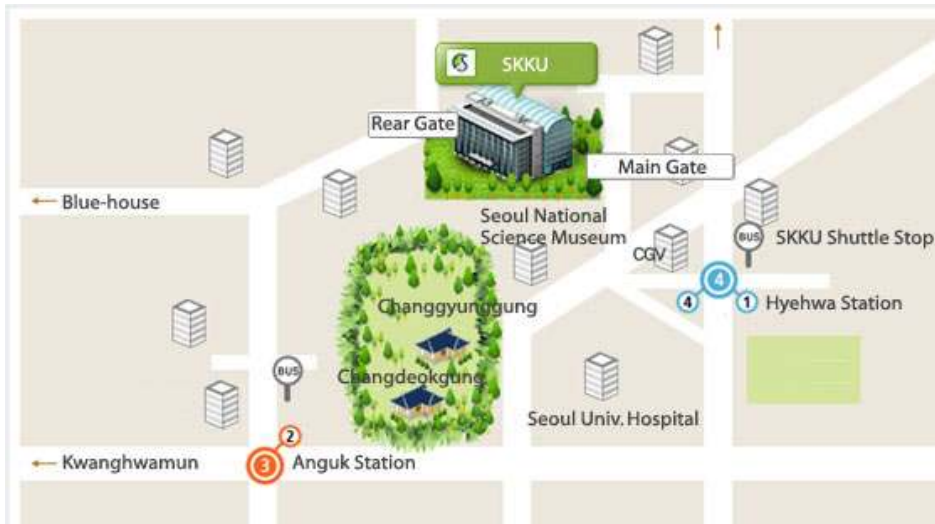 SKKU
Rear Gate
Main Gate
← Blue-house
Seoul National
Science Museum
CGV
BUS
SKKU Shuttle Stop
4
4
1
Hyehwa Station
Changgyunggung
BUS
Changdeokgung
Seoul Univ. Hospital
2
← Kwanghwamun
3
Anguk Station